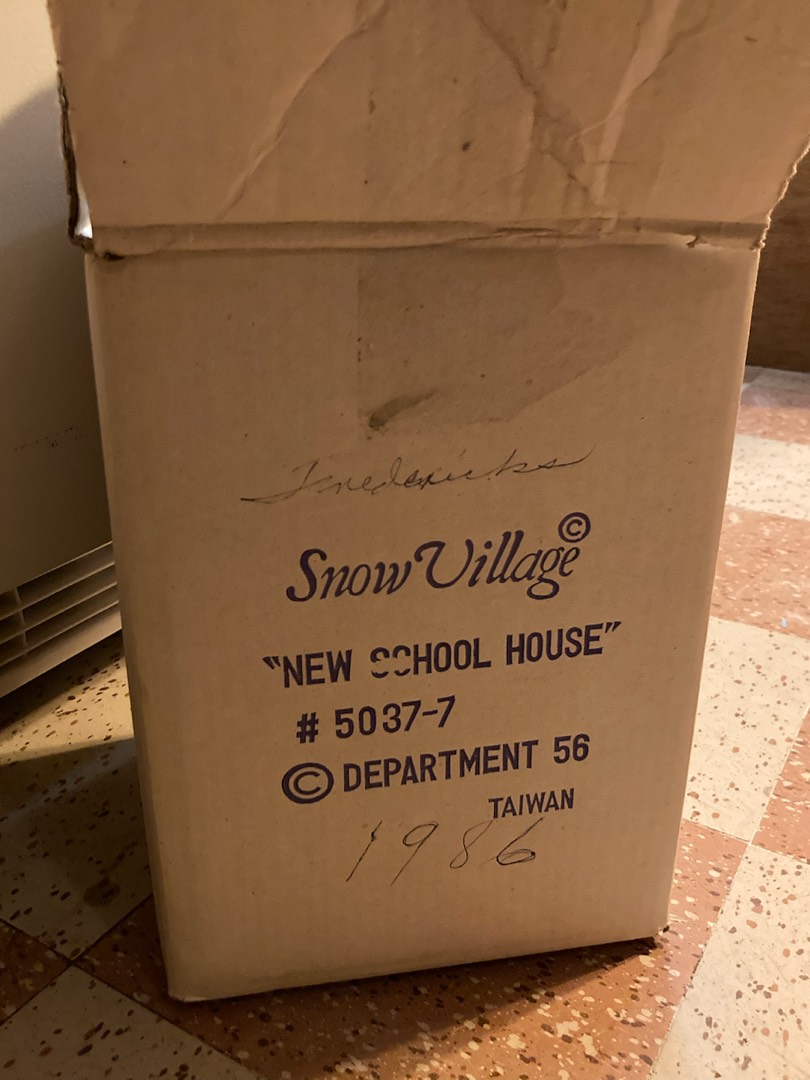 Fredericks
Snow Village ©
"NEW SCHOOL HOUSE"
# 5037-7
© DEPARTMENT 56
TAIWAN
1986